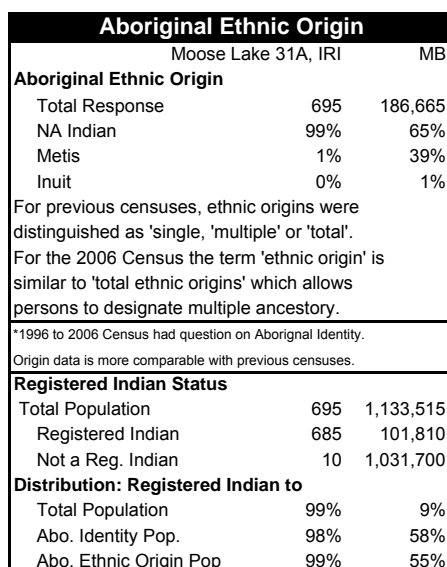 Aboriginal Ethnic Origin
Moose Lake 31A, IRI MB
Aboriginal Ethnic Origin
Total Response 695 186,665
NA Indian 99% 65%
Metis 1% 39%
Inuit 0% 1%
For previous censuses, ethnic origins were
distinguished as 'single, 'multiple' or 'total'.
For the 2006 Census the term 'ethnic origin' is
similar to 'total ethnic origins' which allows
persons to designate multiple ancestory.
*1996 to 2006 Census had question on Aborignal Identity.
Origin data is more comparable with previous censuses.
Registered Indian Status
Total Population 695 1,133,515
Registered Indian 685 101,810
Not a Reg. Indian 10 1,031,700
Distribution: Registered Indian to
Total Population 99% 9%
Abo. Identity Pop. 98% 58%
Abo. Ethnic Origin Pop 99% 55%